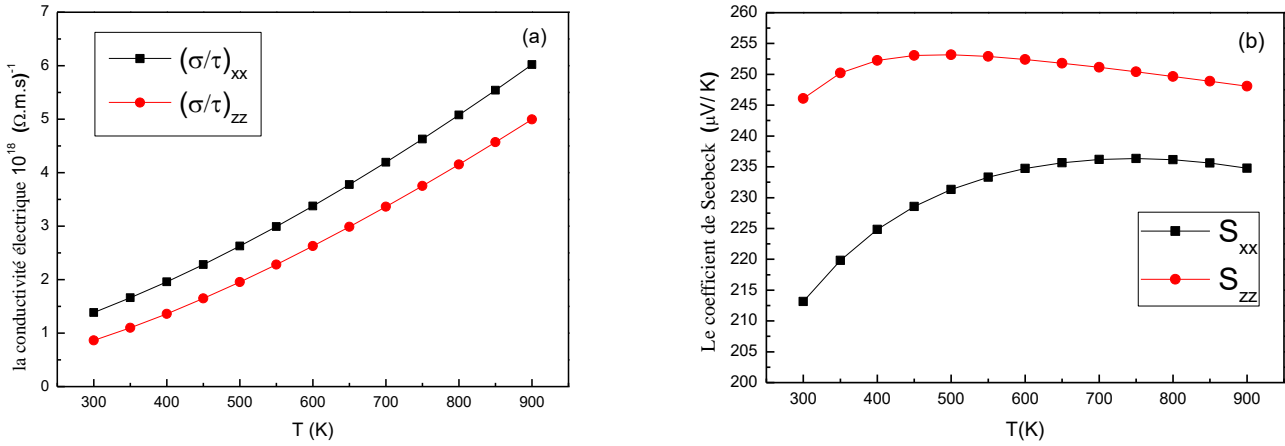 la conductivité électrique 10^18 (Ω.m.s)^-1
7
6
5
4
3
2
1
0
(σ/τ)xx
(σ/τ)zz
(a)
300 400 500 600 700 800 900
T (K)
Le coefficient de Seebeck (μV/ K)
260
255
250
245
240
235
230
225
220
215
210
205
200
(b)
Sxx
Szz
300 400 500 600 700 800 900
T(K)